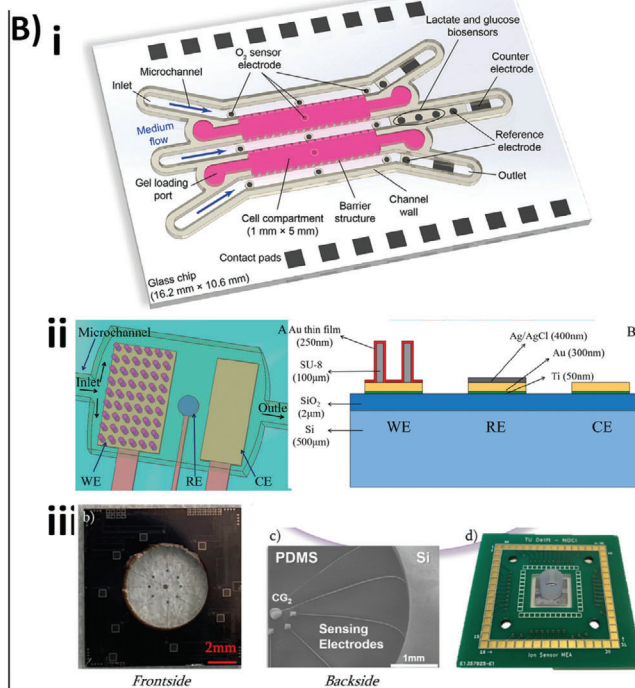 B) i
Lactate and glucose
biosensors
O2 sensor
electrode
Microchannel
Inlet
Counter
electrode
Medium
flow
Reference
electrode
Gel loading
port
Outlet
Cell compartment
(1 mm × 5 mm)
Barrier
structure
Channel
wall
Contact pads
Glass chip
(16.2 mm × 10.6 mm)
ii
Microchannel
A
B
Inlet
Outle
WE
RE
CE
Au thin film
(250nm)
SU-8
(100μm)
SiO2
(2μm)
Si
(500μm)
Ag/AgCl (400nm)
Au (300nm)
Ti (50nm)
WE
RE
CE
iii
b)
2mm
Frontside
c)
PDMS
Si
CG2
Sensing
Electrodes
1mm
Backside
d)
TU Delft - NOCI
Ion Sensor MEA